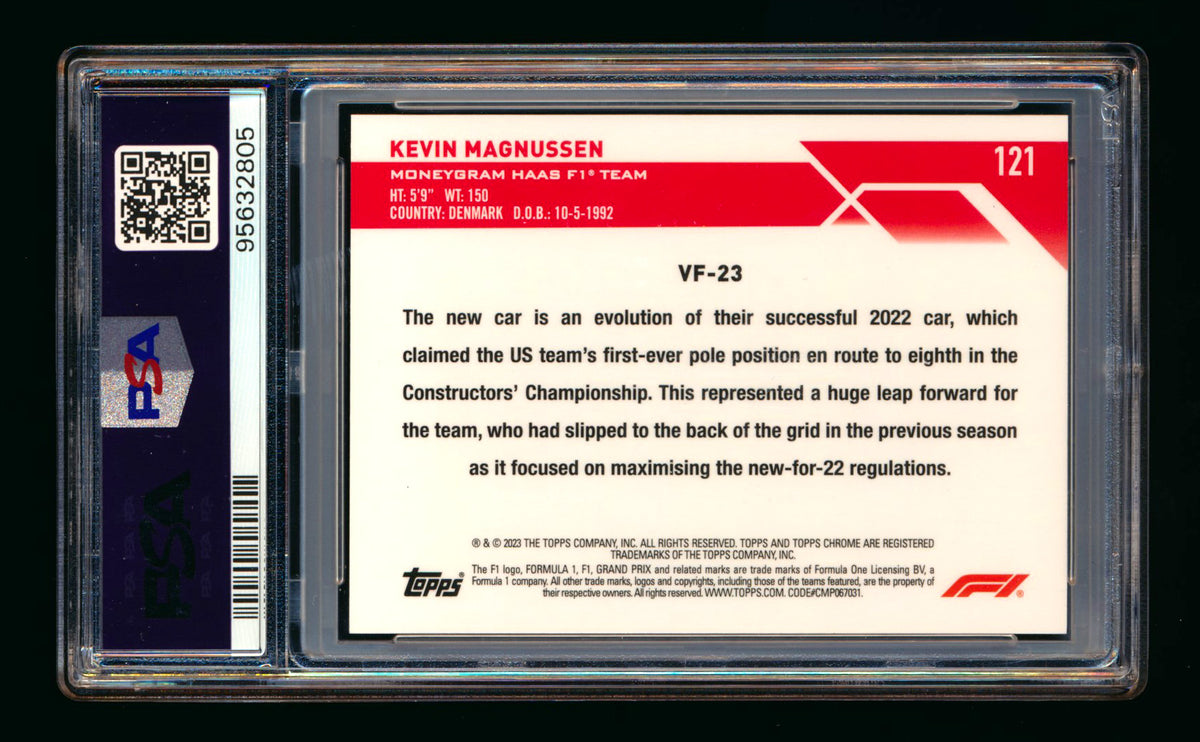 95632805
PSA
PSA
KEVIN MAGNUSSEN
MONEYGRAM HAAS F1® TEAM
HT: 5'9" WT: 150
COUNTRY: DENMARK D.O.B.: 10-5-1992
121
VF-23
The new car is an evolution of their successful 2022 car, which
claimed the US team's first-ever pole position en route to eighth in the
Constructors' Championship. This represented a huge leap forward for
the team, who had slipped to the back of the grid in the previous season
as it focused on maximising the new-for-22 regulations.
® & © 2023 THE TOPPS COMPANY, INC. ALL RIGHTS RESERVED. TOPPS AND TOPPS CHROME ARE REGISTERED
TRADEMARKS OF THE TOPPS COMPANY, INC.
The F1 logo, FORMULA 1, F1, GRAND PRIX and related marks are trade marks of Formula One Licensing BV, a
Formula 1 company. All other trade marks, logos and copyrights, including those of the teams featured, are the property of
their respective owners. All rights reserved. WWW.TOPPS.COM. CODE#CMP067031.
Topps®
F1®